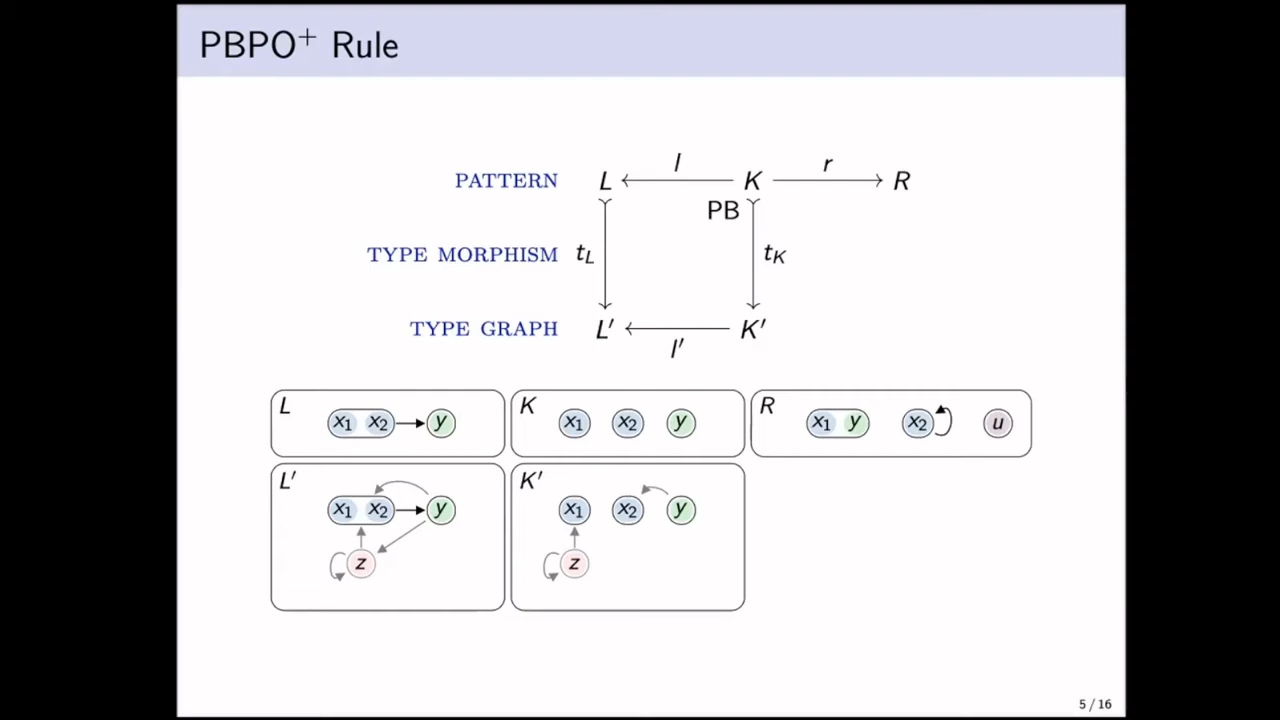 PBPO⁺ Rule
l r
PATTERN L K R
PB
TYPE MORPHISM t_L t_K
TYPE GRAPH L′ K′
l′
L x₁ x₂ y
K x₁ x₂ y
R x₁ y x₂ u
L′ x₁ x₂ y
z
K′ x₁ x₂ y
z
5 / 16